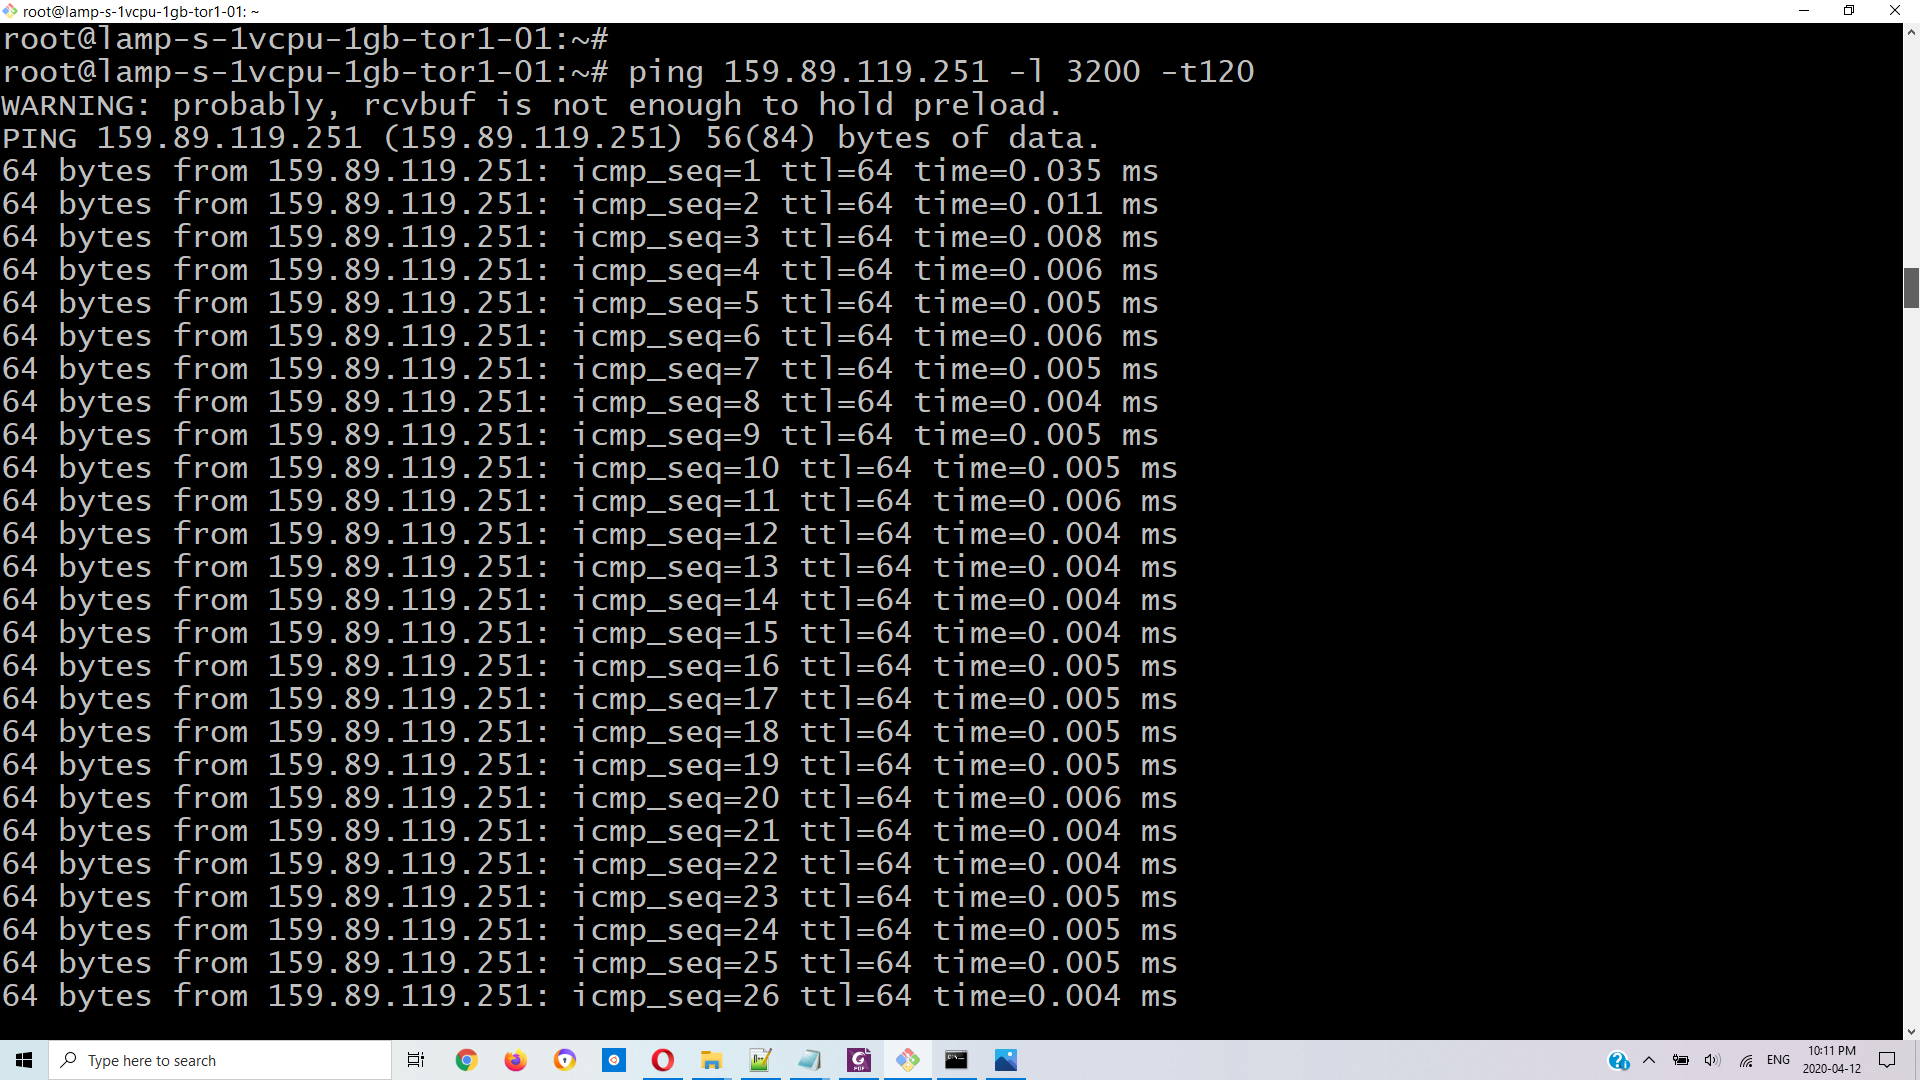 root@lamp-s-1vcpu-1gb-tor1-01: ~
root@lamp-s-1vcpu-1gb-tor1-01:~#
root@lamp-s-1vcpu-1gb-tor1-01:~# ping 159.89.119.251 -l 3200 -t120
WARNING: probably, rcvbuf is not enough to hold preload.
PING 159.89.119.251 (159.89.119.251) 56(84) bytes of data.
64 bytes from 159.89.119.251: icmp_seq=1 ttl=64 time=0.035 ms
64 bytes from 159.89.119.251: icmp_seq=2 ttl=64 time=0.011 ms
64 bytes from 159.89.119.251: icmp_seq=3 ttl=64 time=0.008 ms
64 bytes from 159.89.119.251: icmp_seq=4 ttl=64 time=0.006 ms
64 bytes from 159.89.119.251: icmp_seq=5 ttl=64 time=0.005 ms
64 bytes from 159.89.119.251: icmp_seq=6 ttl=64 time=0.006 ms
64 bytes from 159.89.119.251: icmp_seq=7 ttl=64 time=0.005 ms
64 bytes from 159.89.119.251: icmp_seq=8 ttl=64 time=0.004 ms
64 bytes from 159.89.119.251: icmp_seq=9 ttl=64 time=0.005 ms
64 bytes from 159.89.119.251: icmp_seq=10 ttl=64 time=0.005 ms
64 bytes from 159.89.119.251: icmp_seq=11 ttl=64 time=0.006 ms
64 bytes from 159.89.119.251: icmp_seq=12 ttl=64 time=0.004 ms
64 bytes from 159.89.119.251: icmp_seq=13 ttl=64 time=0.004 ms
64 bytes from 159.89.119.251: icmp_seq=14 ttl=64 time=0.004 ms
64 bytes from 159.89.119.251: icmp_seq=15 ttl=64 time=0.004 ms
64 bytes from 159.89.119.251: icmp_seq=16 ttl=64 time=0.005 ms
64 bytes from 159.89.119.251: icmp_seq=17 ttl=64 time=0.005 ms
64 bytes from 159.89.119.251: icmp_seq=18 ttl=64 time=0.005 ms
64 bytes from 159.89.119.251: icmp_seq=19 ttl=64 time=0.005 ms
64 bytes from 159.89.119.251: icmp_seq=20 ttl=64 time=0.006 ms
64 bytes from 159.89.119.251: icmp_seq=21 ttl=64 time=0.004 ms
64 bytes from 159.89.119.251: icmp_seq=22 ttl=64 time=0.004 ms
64 bytes from 159.89.119.251: icmp_seq=23 ttl=64 time=0.005 ms
64 bytes from 159.89.119.251: icmp_seq=24 ttl=64 time=0.005 ms
64 bytes from 159.89.119.251: icmp_seq=25 ttl=64 time=0.005 ms
64 bytes from 159.89.119.251: icmp_seq=26 ttl=64 time=0.004 ms
Type here to search
ENG
10:11 PM
2020-04-12